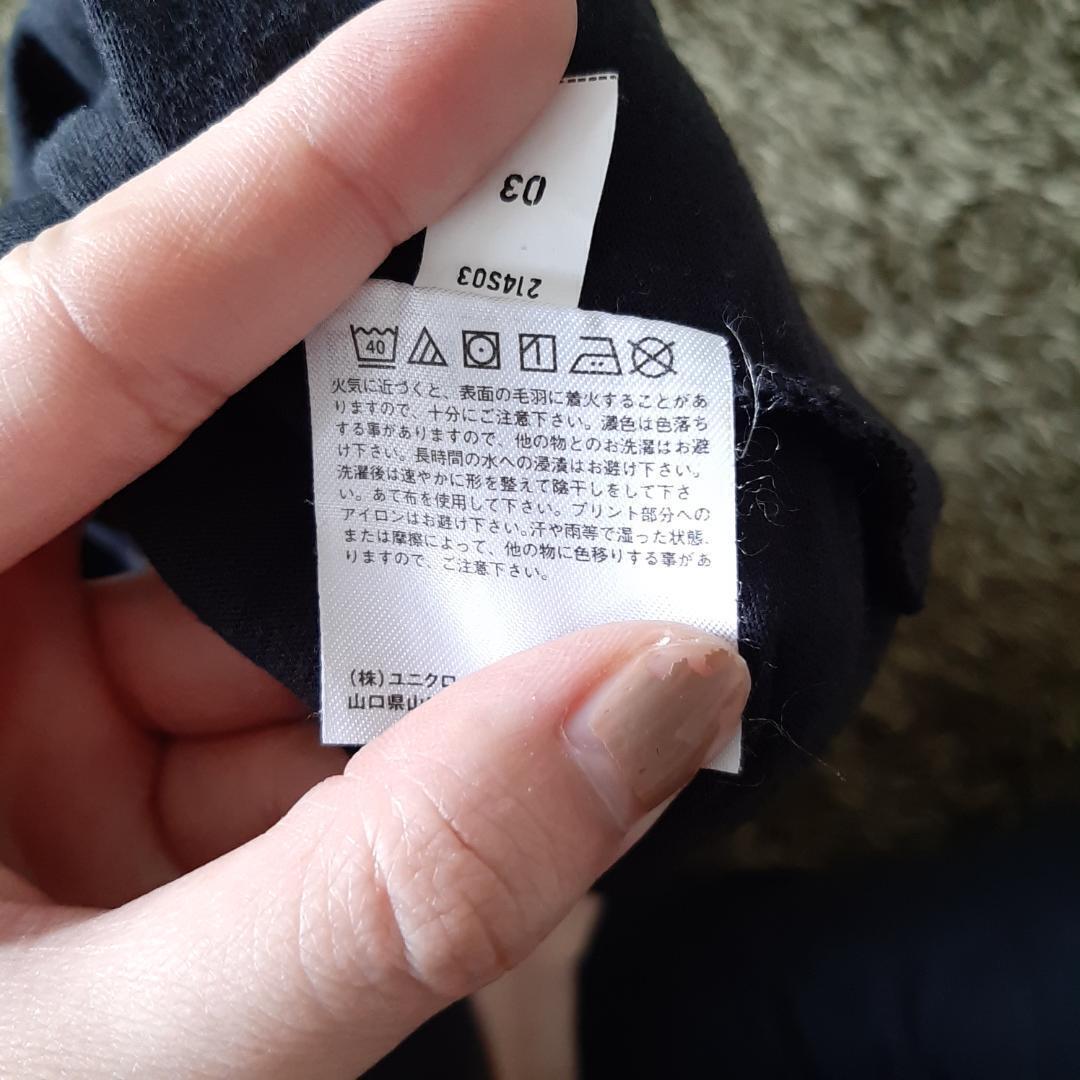 03
214S03
40
火気に近づくと、表面の毛羽に着火することがあ
りますので、十分にご注意下さい。濃色は色落ち
する事がありますので、他の物とのお洗濯はお避
け下さい。長時間の水への浸漬はお避け下さい。
洗濯後は速やかに形を整えて陰干しをして下さ
い。あて布を使用して下さい。プリント部分への
アイロンはお避け下さい。汗や雨等で湿った状態、
または摩擦によって、他の物に色移りする事があ
りますので、ご注意下さい。
(株)ユニクロ
山口県山